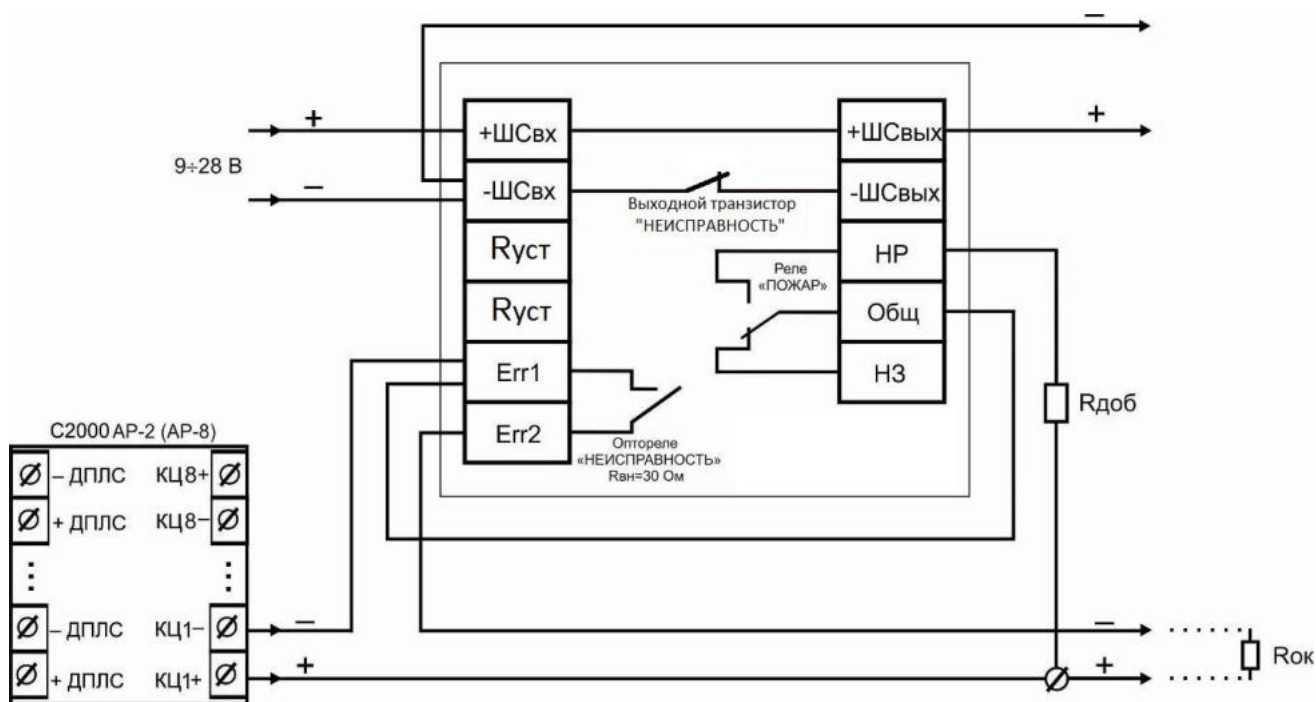 –
+
+
9÷28 В
–
+ШСвх
-ШСвх
Rуст
Rуст
Err1
Err2
+ШСвых
-ШСвых
НР
Общ
НЗ
Выходной транзистор
"НЕИСПРАВНОСТЬ"
Реле
«ПОЖАР»
Оптореле
«НЕИСПРАВНОСТЬ»
Rвн=30 Ом
Rдоб
С2000 АР-2 (АР-8)
– ДПЛС КЦ8+
+ ДПЛС КЦ8–
– ДПЛС КЦ1–
+ ДПЛС КЦ1+
–
+
–
+
Rок